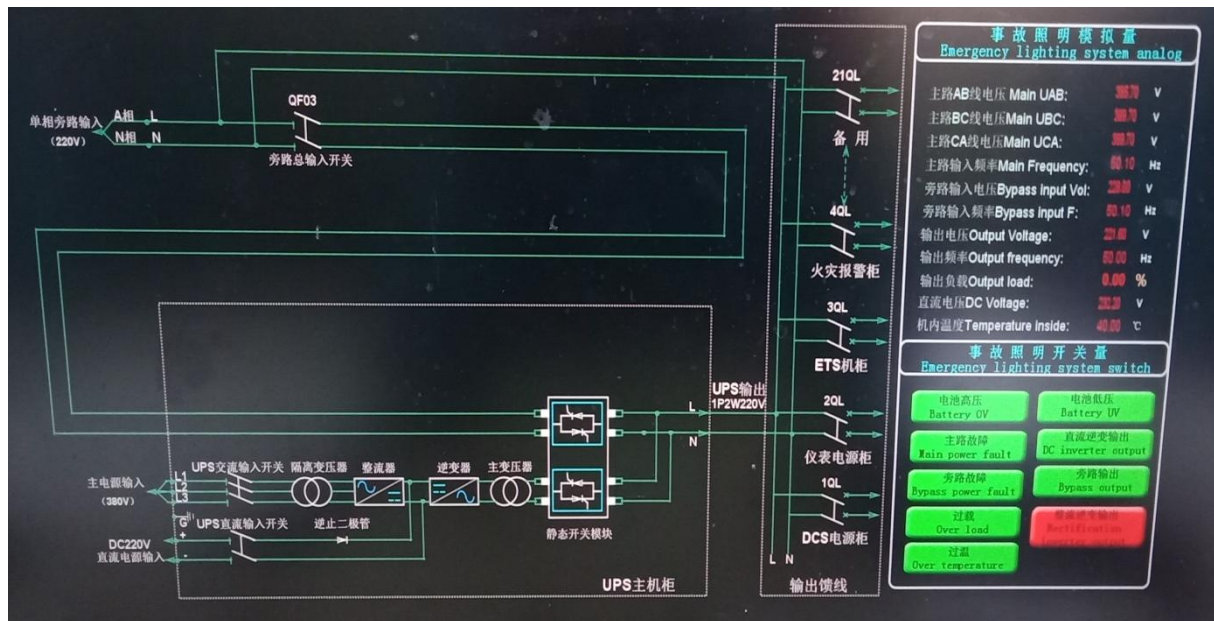 事故照明模拟量
Emergency lighting system analog
主路AB线电压 Main UAB: V
主路BC线电压 Main UBC: V
主路CA线电压Main UCA: V
主路输入频率Main Frequency: 50.10 Hz
旁路输入电压Bypass input Vol: V
旁路输入频率Bypass input F: 50.10 Hz
输出电压Output Voltage: V
输出频率Output frequency: 50.00 Hz
输出负载Output load: 0.00 %
直流电压DC Voltage: V
机内温度Temperature inside: 40.00 ℃
事故照明开关量
Emergency lighting system switch
电池高压
Battery OV
电池低压
Battery UV
主路故障
Main power fault
直流逆变输出
DC inverter output
旁路故障
Bypass power fault
旁路输出
Bypass output
过载
Over load
整流逆变输出
Rectification
过温
Over temperature
单相旁路输入
(220V)
A相 L
N相 N
QF03
旁路总输入开关
21QL
备用
4QL
火灾报警柜
3QL
ETS机柜
2QL
仪表电源柜
1QL
DCS电源柜
L N
输出馈线
UPS输出
1P2W220V
L
N
主电源输入
(380V)
L1
L2
L3
UPS交流输入开关
隔离变压器
整流器
逆变器
主变压器
静态开关模块
G
+
-
UPS直流输入开关
逆止二极管
DC220V
直流电源输入
UPS主机柜